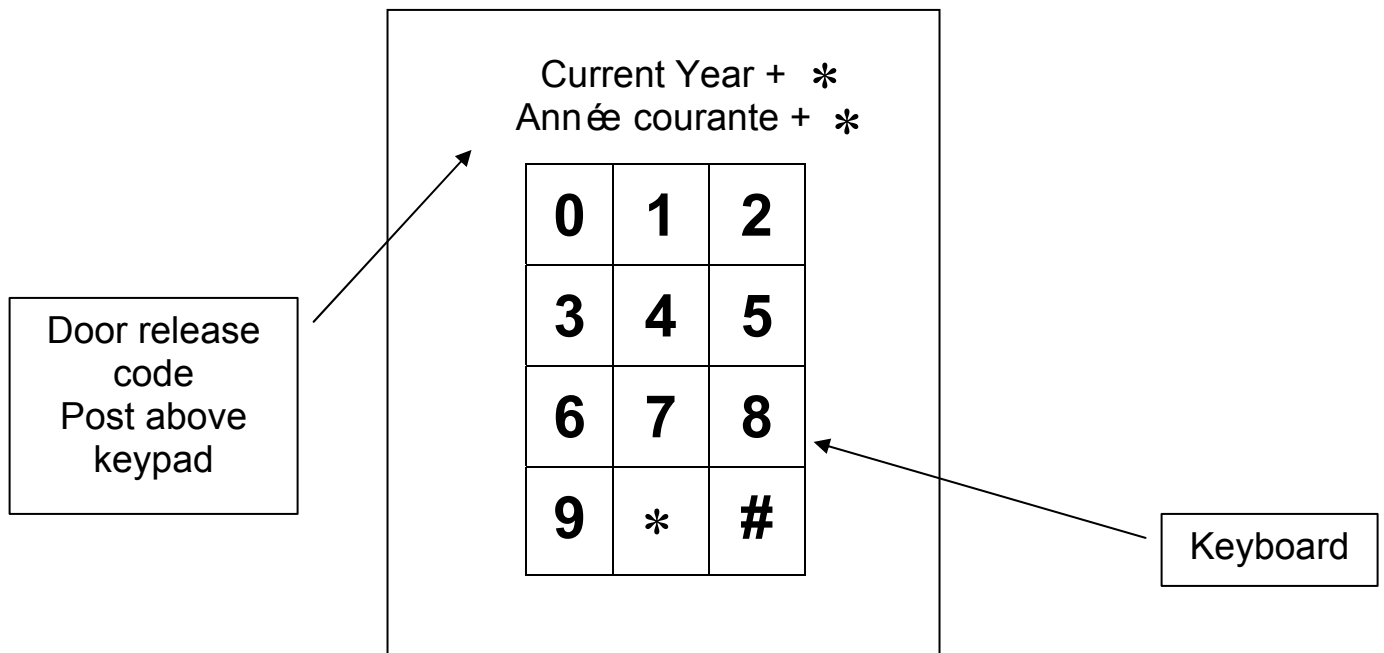 Current Year + *
Année courante + *
0 1 2
3 4 5
6 7 8
9 * #
Door release
code
Post above
keypad
Keyboard